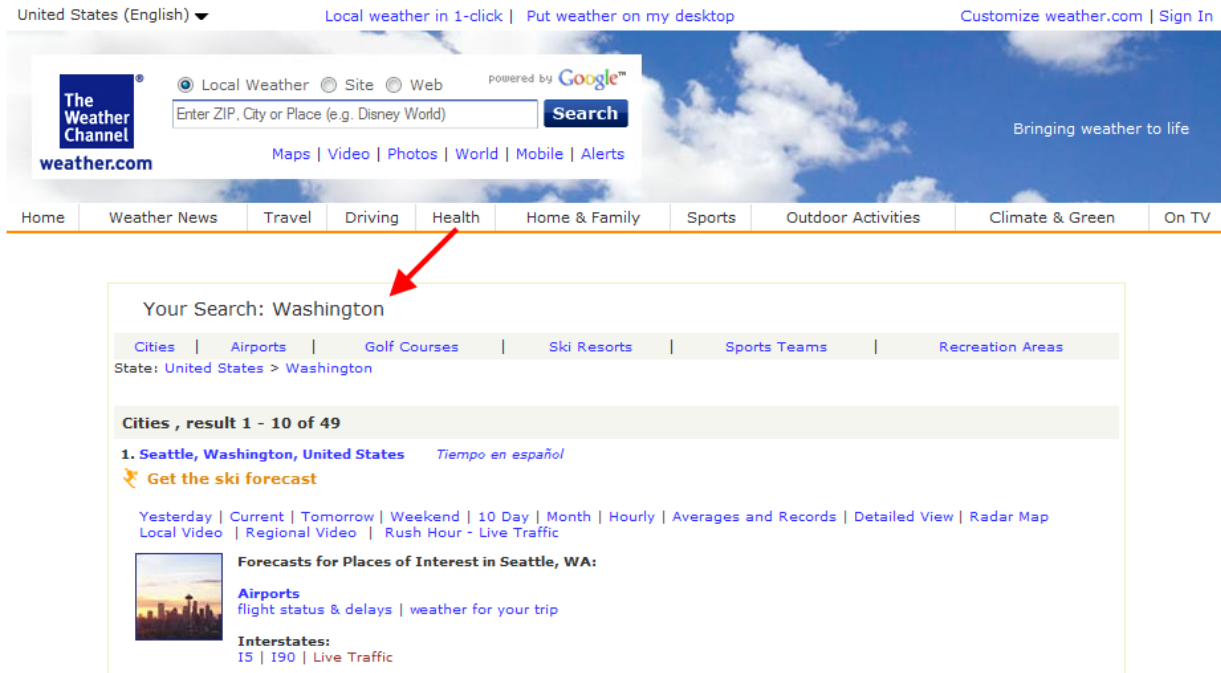 United States (English) Local weather in 1-click | Put weather on my desktop Customize weather.com | Sign In
Local Weather Site Web powered by Google™
The Weather Channel®
Enter ZIP, City or Place (e.g. Disney World) Search
weather.com
Maps | Video | Photos | World | Mobile | Alerts
Bringing weather to life
Home Weather News Travel Driving Health Home & Family Sports Outdoor Activities Climate & Green On TV
Your Search: Washington
Cities | Airports | Golf Courses | Ski Resorts | Sports Teams | Recreation Areas
State: United States > Washington
Cities , result 1 - 10 of 49
1. Seattle, Washington, United States Tiempo en español
Get the ski forecast
Yesterday | Current | Tomorrow | Weekend | 10 Day | Month | Hourly | Averages and Records | Detailed View | Radar Map
Local Video | Regional Video | Rush Hour - Live Traffic
Forecasts for Places of Interest in Seattle, WA:
Airports
flight status & delays | weather for your trip
Interstates:
I5 | I90 | Live Traffic